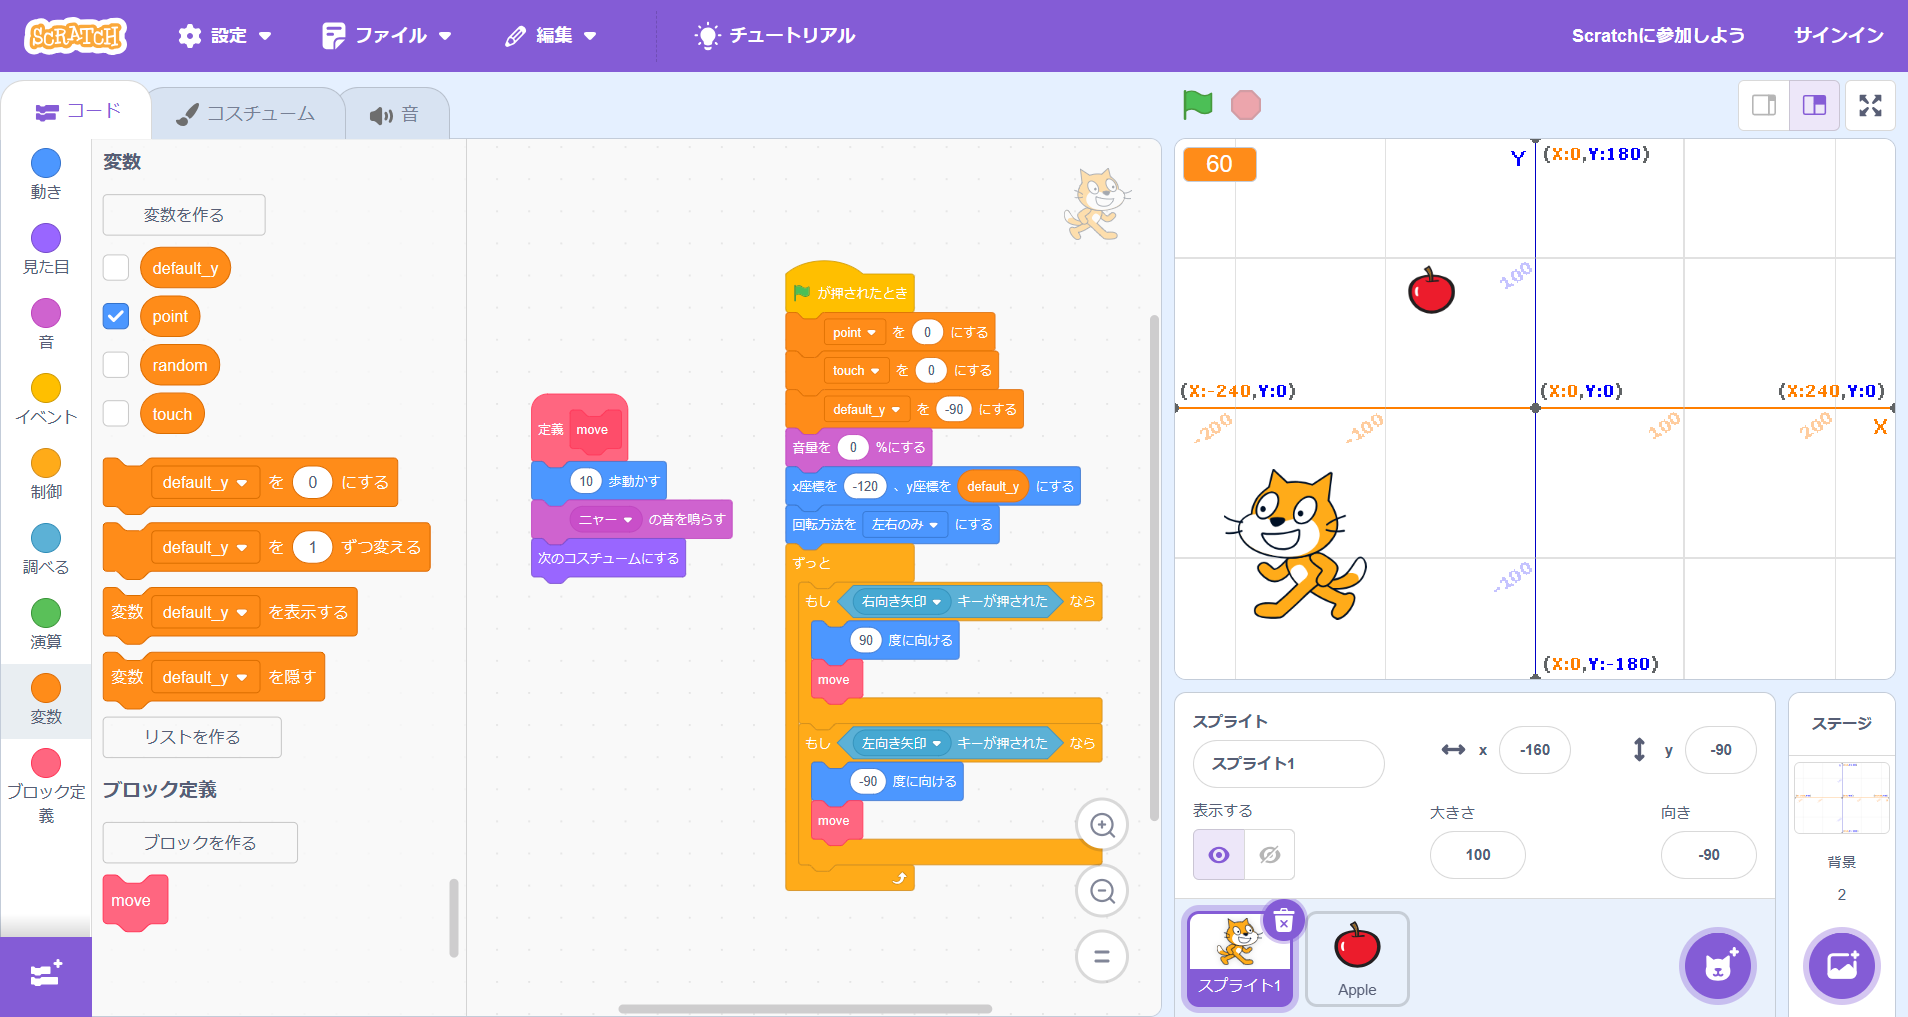 SCRATCH
設定
ファイル
編集
チュートリアル
Scratchに参加しよう
サインイン
コード
コスチューム
音
動き
見た目
音
イベント
制御
調べる
演算
変数
ブロック定
義
変数
変数を作る
default_y
point
random
touch
default_y を 0 にする
default_y を 1 ずつ変える
変数 default_y を表示する
変数 default_y を隠す
リストを作る
ブロック定義
ブロックを作る
move
定義 move
10 歩動かす
ニャー の音を鳴らす
次のコスチュームにする
が押されたとき
point を 0 にする
touch を 0 にする
default_y を -90 にする
音量を 0 %にする
x座標を -120 、y座標を default_y にする
回転方法を 左右のみ にする
ずっと
もし 右向き矢印 キーが押された なら
90 度に向ける
move
もし 左向き矢印 キーが押された なら
-90 度に向ける
move
60
Y (X:0,Y:180)
100
(X:-240,Y:0) (X:0,Y:0) (X:240,Y:0)
-200 -100 100 200 X
-100
(X:0,Y:-180)
スプライト
スプライト1 x -160 y -90
表示する 大きさ 向き
100 -90
スプライト1
Apple
ステージ
背景
2